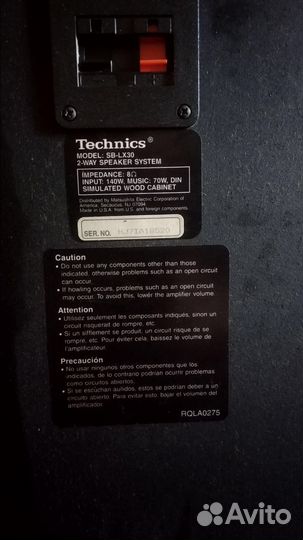 Technics®
MODEL: SB-LX30
2-WAY SPEAKER SYSTEM
IMPEDANCE: 8Ω
INPUT: 140W, MUSIC: 70W, DIN
SIMULATED WOOD CABINET
Distributed by Matsushita Electric Corporation of
America, Secaucus, NJ 07094
Made in U.S.A. from U.S. and foreign components.
SER. NO.
Caution
• Do not use any components other than those
indicated, otherwise problems such as an open circuit
can occur.
• If howling occurs, problems such as an open circuit
may occur. To avoid this, lower the amplifier volume.
Attention
• Utilisez seulement les composants indiqués, sinon un
circuit risquerait de rompre, etc.
• Si un sifflement se produit, un circuit risque de se
rompre, etc. Pour éviter cela, baissez le volume de
l'amplificateur.
Precaución
• No usar ningunos otros componentes que los
indicados, de lo contrario podrían ocurrir problemas
como circuitos abiertos.
• Si se escuchan aullidos, estos se podrían deber a un
circuito abierto. Para evitar esto, bajar el volumen del
amplificador.
RQLA0275
Avito